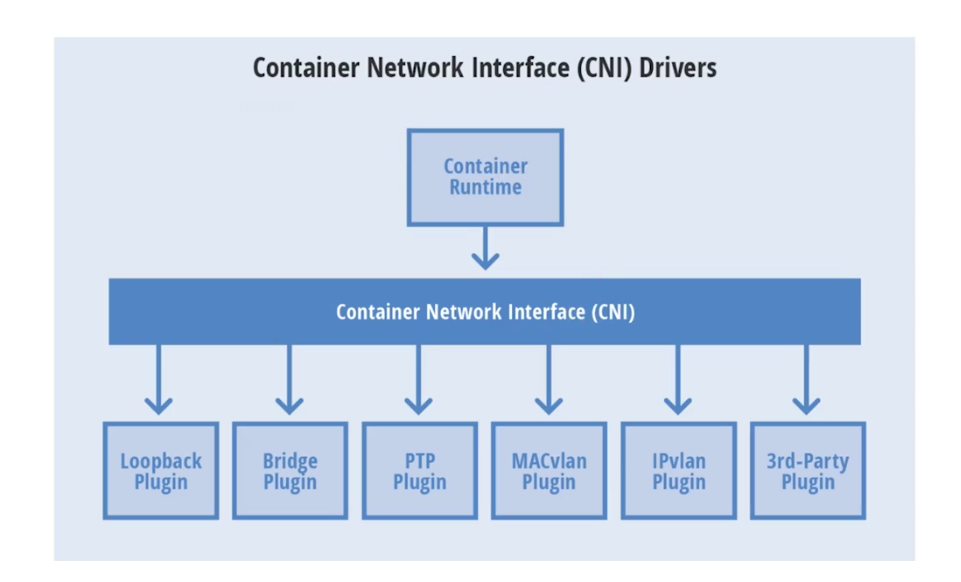 Container Network Interface (CNI) Drivers
Container
Runtime
Container Network Interface (CNI)
Loopback
Plugin
Bridge
Plugin
PTP
Plugin
MACvlan
Plugin
IPvlan
Plugin
3rd-Party
Plugin